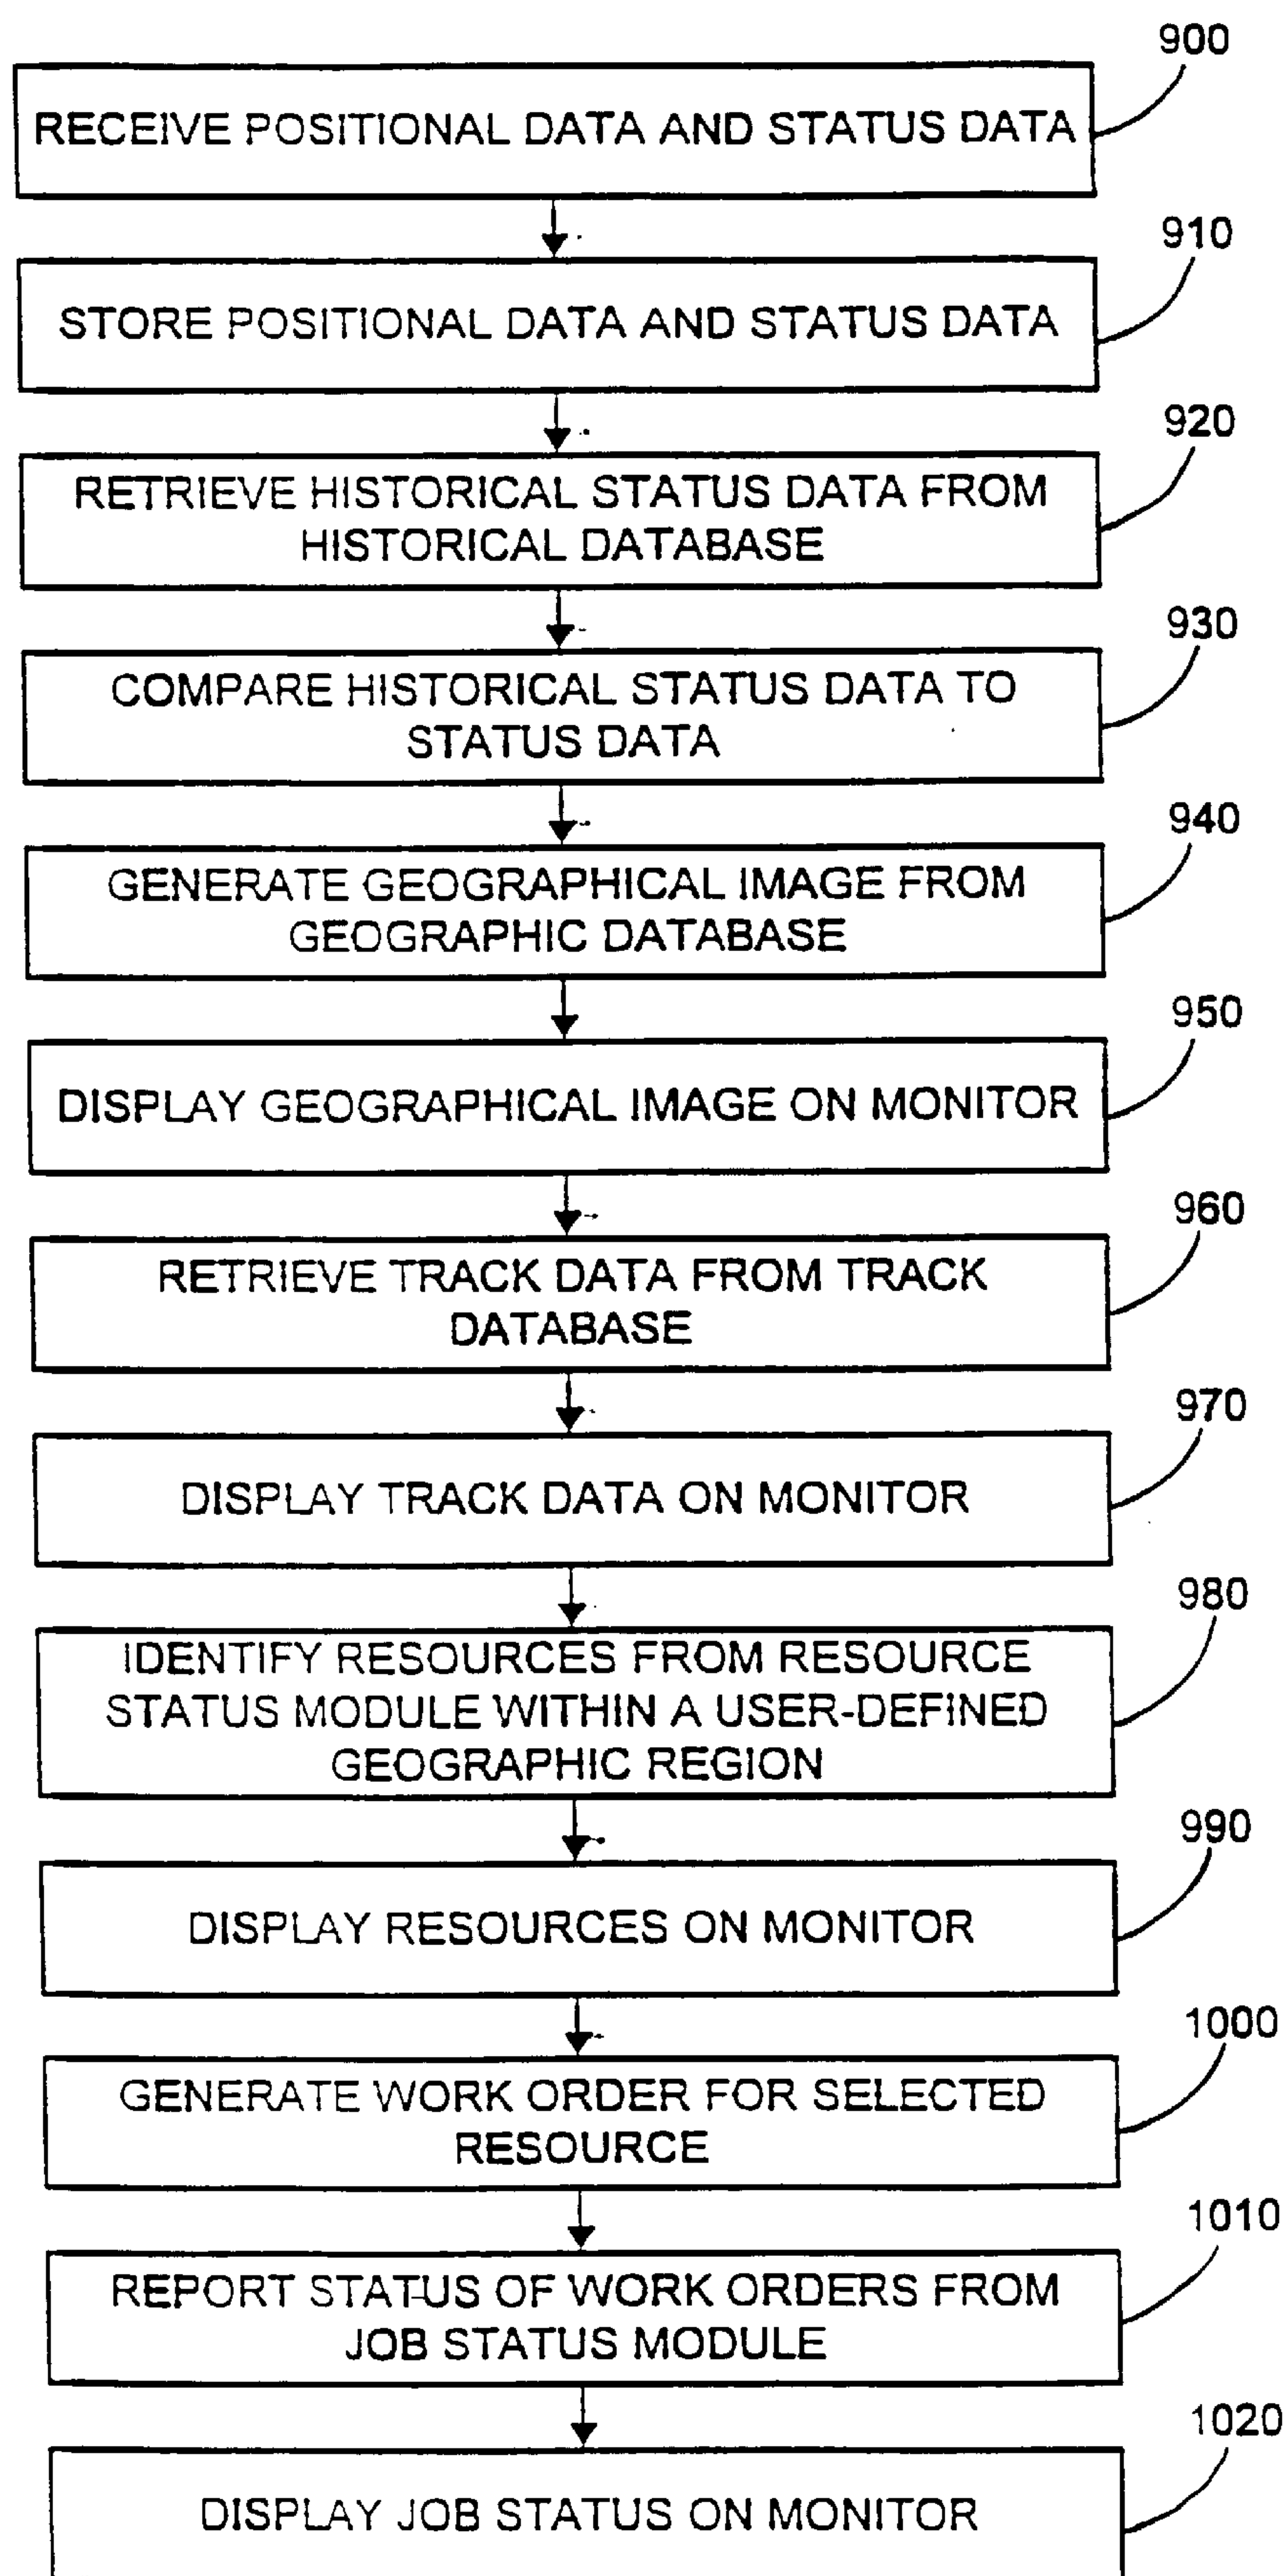 900
RECEIVE POSITIONAL DATA AND STATUS DATA
910
STORE POSITIONAL DATA AND STATUS DATA
920
RETRIEVE HISTORICAL STATUS DATA FROM
HISTORICAL DATABASE
930
COMPARE HISTORICAL STATUS DATA TO
STATUS DATA
940
GENERATE GEOGRAPHICAL IMAGE FROM
GEOGRAPHIC DATABASE
950
DISPLAY GEOGRAPHICAL IMAGE ON MONITOR
960
RETRIEVE TRACK DATA FROM TRACK
DATABASE
970
DISPLAY TRACK DATA ON MONITOR
980
IDENTIFY RESOURCES FROM RESOURCE
STATUS MODULE WITHIN A USER-DEFINED
GEOGRAPHIC REGION
990
DISPLAY RESOURCES ON MONITOR
1000
GENERATE WORK ORDER FOR SELECTED
RESOURCE
1010
REPORT STATUS OF WORK ORDERS FROM
JOB STATUS MODULE
1020
DISPLAY JOB STATUS ON MONITOR